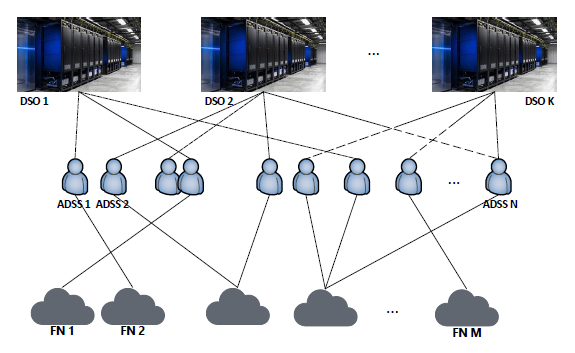 ...
DSO 1
DSO 2
DSO K
...
ADSS 1
ADSS 2
ADSS N
...
FN 1
FN 2
FN M